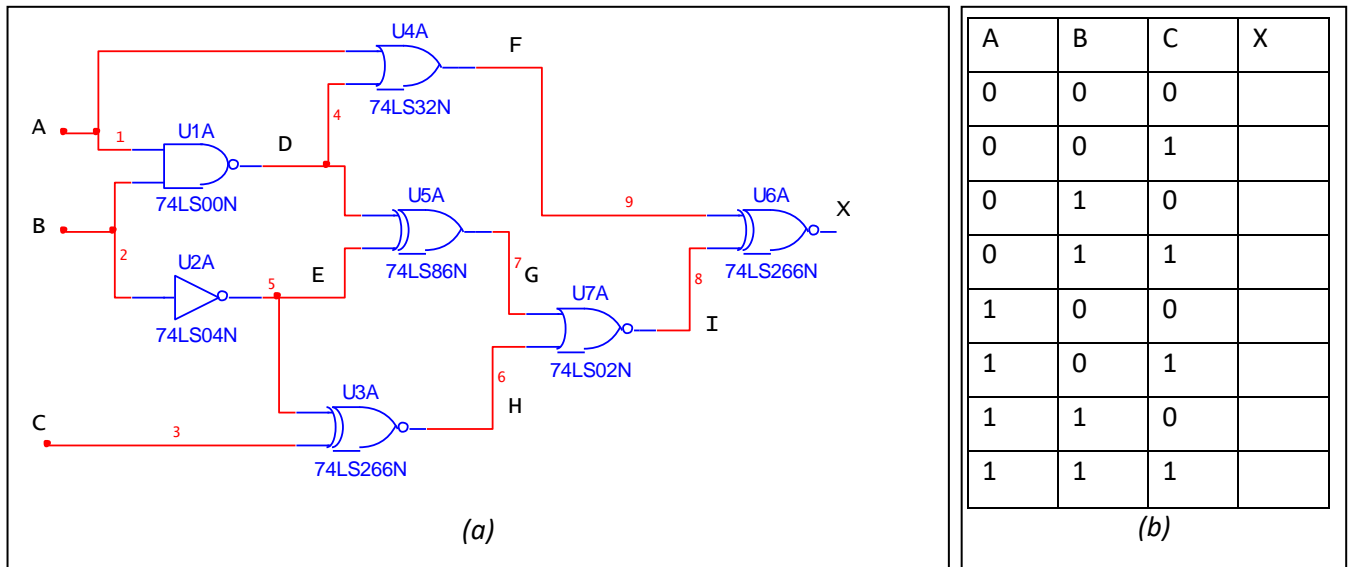 U4A
F
74LS32N
4
A
1
U1A
D
74LS00N
U5A
9
U6A
X
B
2
74LS86N
74LS266N
U2A
5
E
7
G
8
U7A
I
74LS04N
74LS02N
U3A
6
H
C
3
74LS266N
(a)
A B C X
0 0 0
0 0 1
0 1 0
0 1 1
1 0 0
1 0 1
1 1 0
1 1 1
(b)